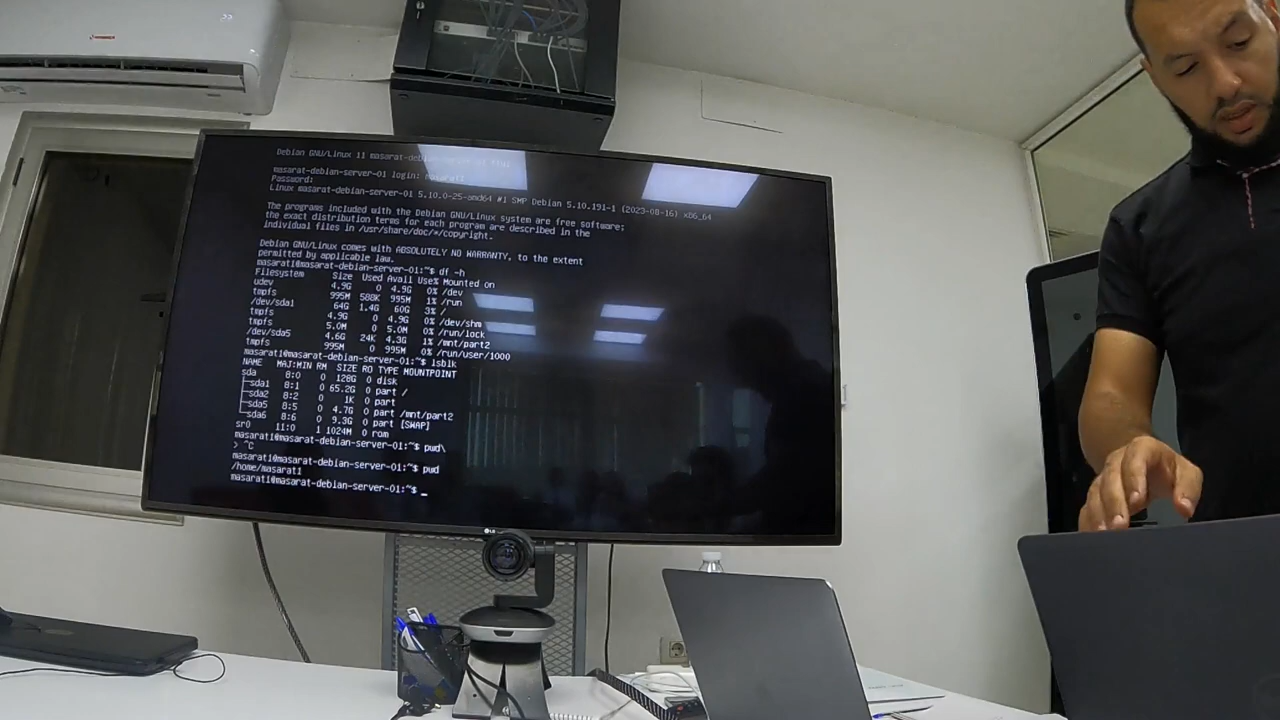 Debian GNU/Linux 11 masarat-debian-server-01
masarat-debian-server-01 login: masarat1
Password:
Linux masarat-debian-server-01 5.10.0-25-amd64 #1 SMP Debian 5.10.191-1 (2023-08-16) x86_64
The programs included with the Debian GNU/Linux system are free software;
the exact distribution terms for each program are described in the
individual files in /usr/share/doc/*/copyright.
Debian GNU/Linux comes with ABSOLUTELY NO WARRANTY, to the extent
permitted by applicable law.
masarat1@masarat-debian-server-01:~$ df -h
Filesystem Size Used Avail Use% Mounted on
udev 4.9G 0 4.9G 0% /dev
tmpfs 995M 588K 995M 1% /run
/dev/sda1 64G 1.4G 60G 3% /
tmpfs 4.9G 0 4.9G 0% /dev/shm
tmpfs 5.0M 0 5.0M 0% /run/lock
/dev/sda5 4.6G 24K 4.3G 1% /mnt/part2
tmpfs 995M 0 995M 0% /run/user/1000
masarat1@masarat-debian-server-01:~$ lsblk
NAME MAJ:MIN RM SIZE RO TYPE MOUNTPOINT
sda 8:0 0 128G 0 disk
├─sda1 8:1 0 65.2G 0 part /
├─sda2 8:2 0 1K 0 part
├─sda5 8:5 0 4.7G 0 part /mnt/part2
└─sda6 8:6 0 9.3G 0 part [SWAP]
sr0 11:0 1 1024M 0 rom
masarat1@masarat-debian-server-01:~$ pwd\
> ^C
masarat1@masarat-debian-server-01:~$ pwd
/home/masarat1
masarat1@masarat-debian-server-01:~$ _
LG